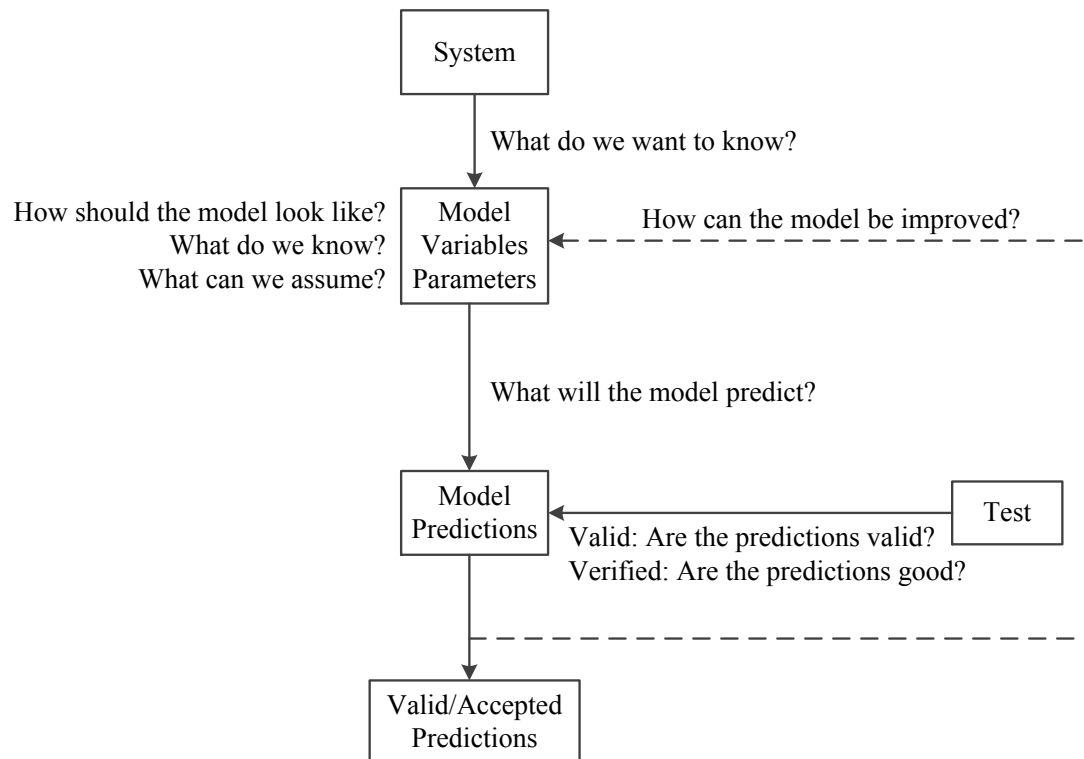 System
What do we want to know?
How should the model look like?
What do we know?
What can we assume?
Model
Variables
Parameters
How can the model be improved?
What will the model predict?
Model
Predictions
Test
Valid: Are the predictions valid?
Verified: Are the predictions good?
Valid/Accepted
Predictions